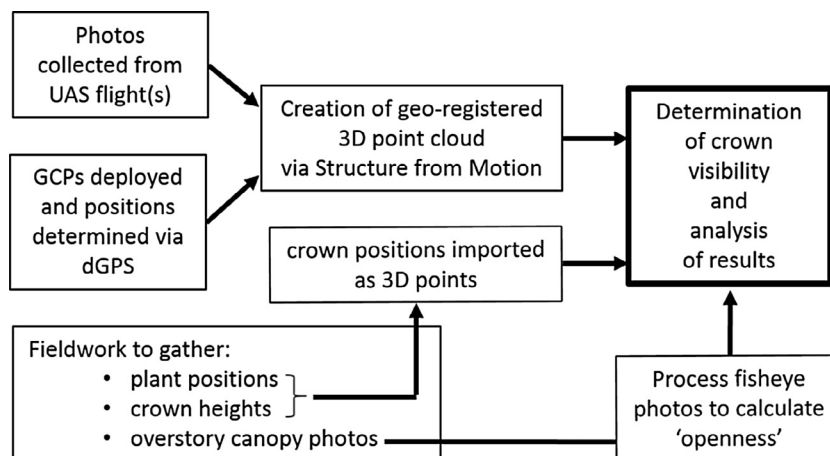 Photos
collected from
UAS flight(s)
GCPs deployed
and positions
determined via
dGPS
Creation of geo-registered
3D point cloud
via Structure from Motion
crown positions imported
as 3D points
Determination
of crown
visibility
and
analysis
of results
Fieldwork to gather:
• plant positions
• crown heights
• overstory canopy photos
Process fisheye
photos to calculate
‘openness’